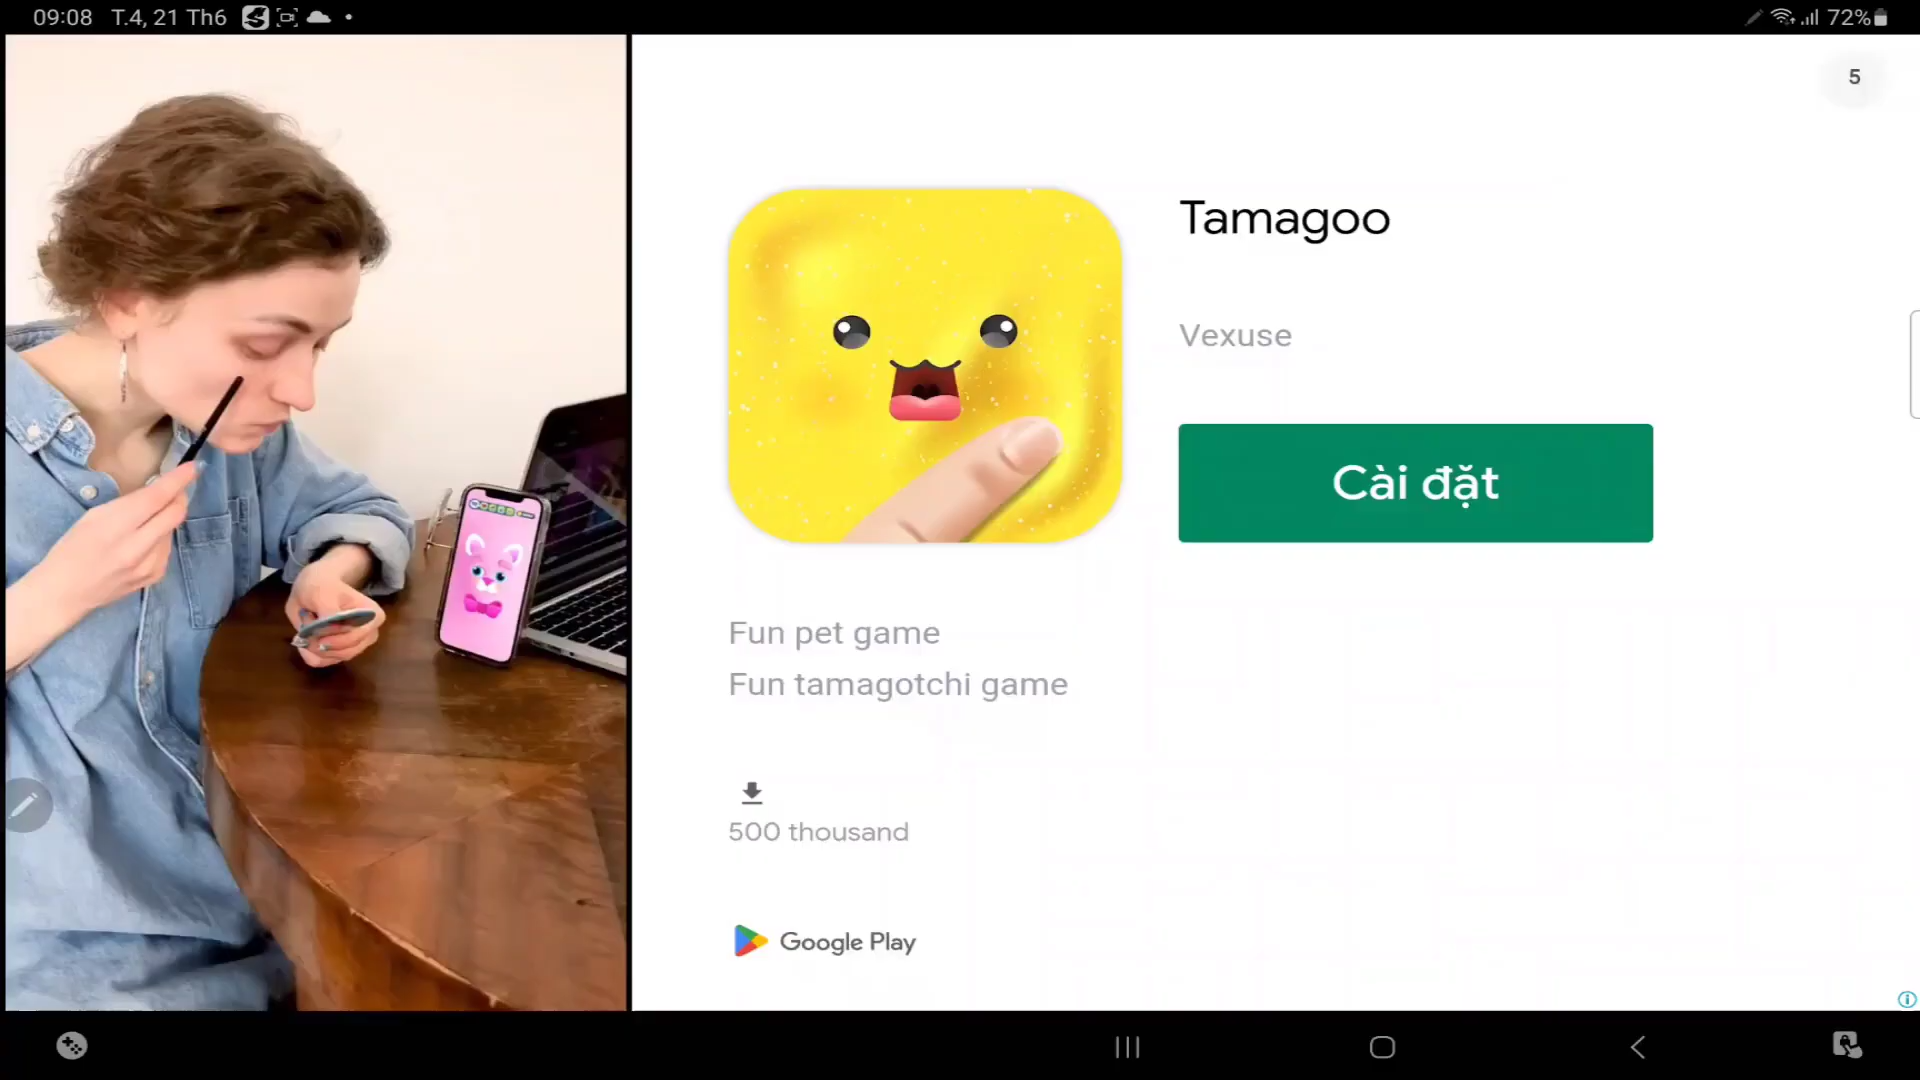 09:08 T.4, 21 Th6
72%
5
Tamagoo
Vexuse
Cài đặt
Fun pet game
Fun tamagotchi game
500 thousand
Google Play